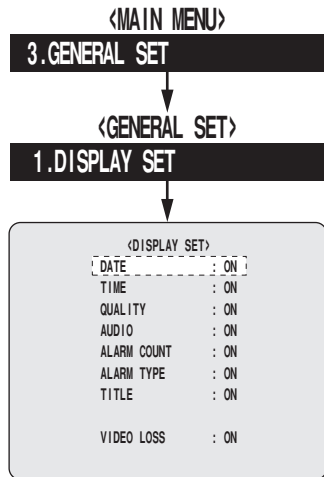 <MAIN MENU>
3.GENERAL SET
<GENERAL SET>
1.DISPLAY SET
<DISPLAY SET>
DATE : ON
TIME : ON
QUALITY : ON
AUDIO : ON
ALARM COUNT : ON
ALARM TYPE : ON
TITLE : ON
VIDEO LOSS : ON